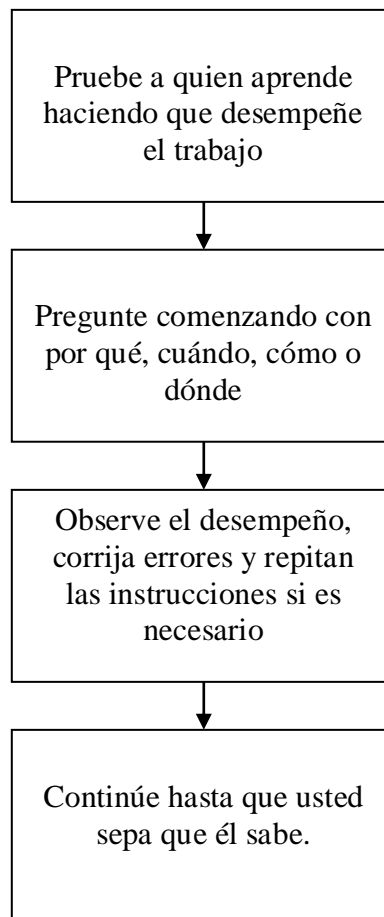 Pruebe a quien aprende
haciendo que desempeñe
el trabajo
Pregunte comenzando con
por qué, cuándo, cómo o
dónde
Observe el desempeño,
corrija errores y repitan
las instrucciones si es
necesario
Continúe hasta que usted
sepa que él sabe.